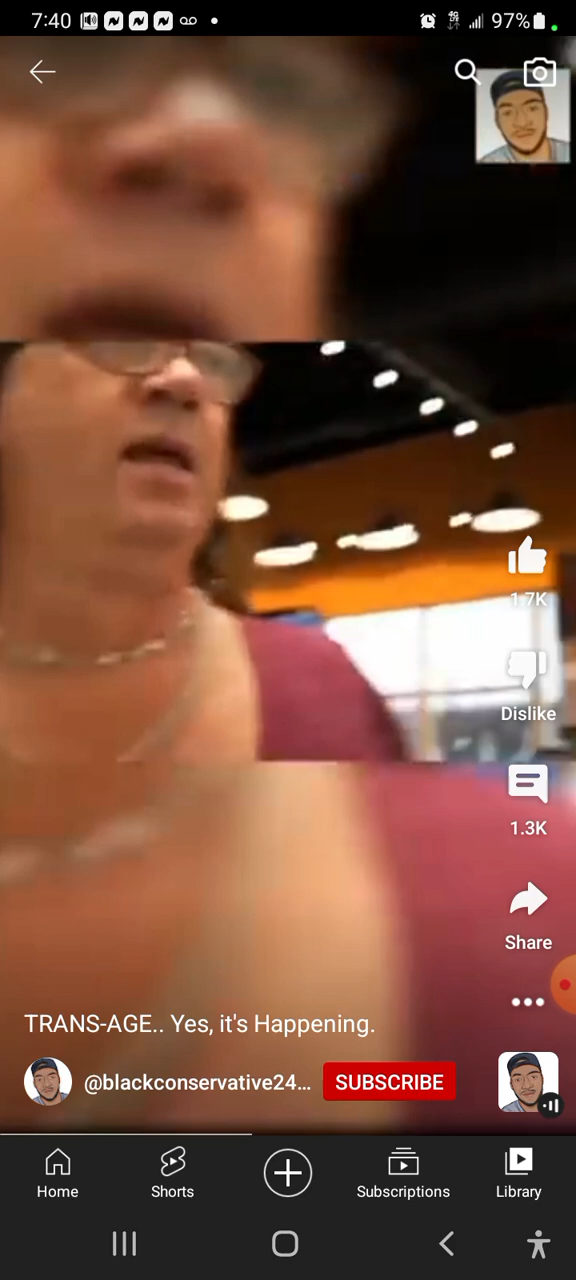 7:40 97%
1.7K
Dislike
1.3K
Share
TRANS-AGE.. Yes, it's Happening.
@blackconservative24... SUBSCRIBE
Home Shorts Subscriptions Library